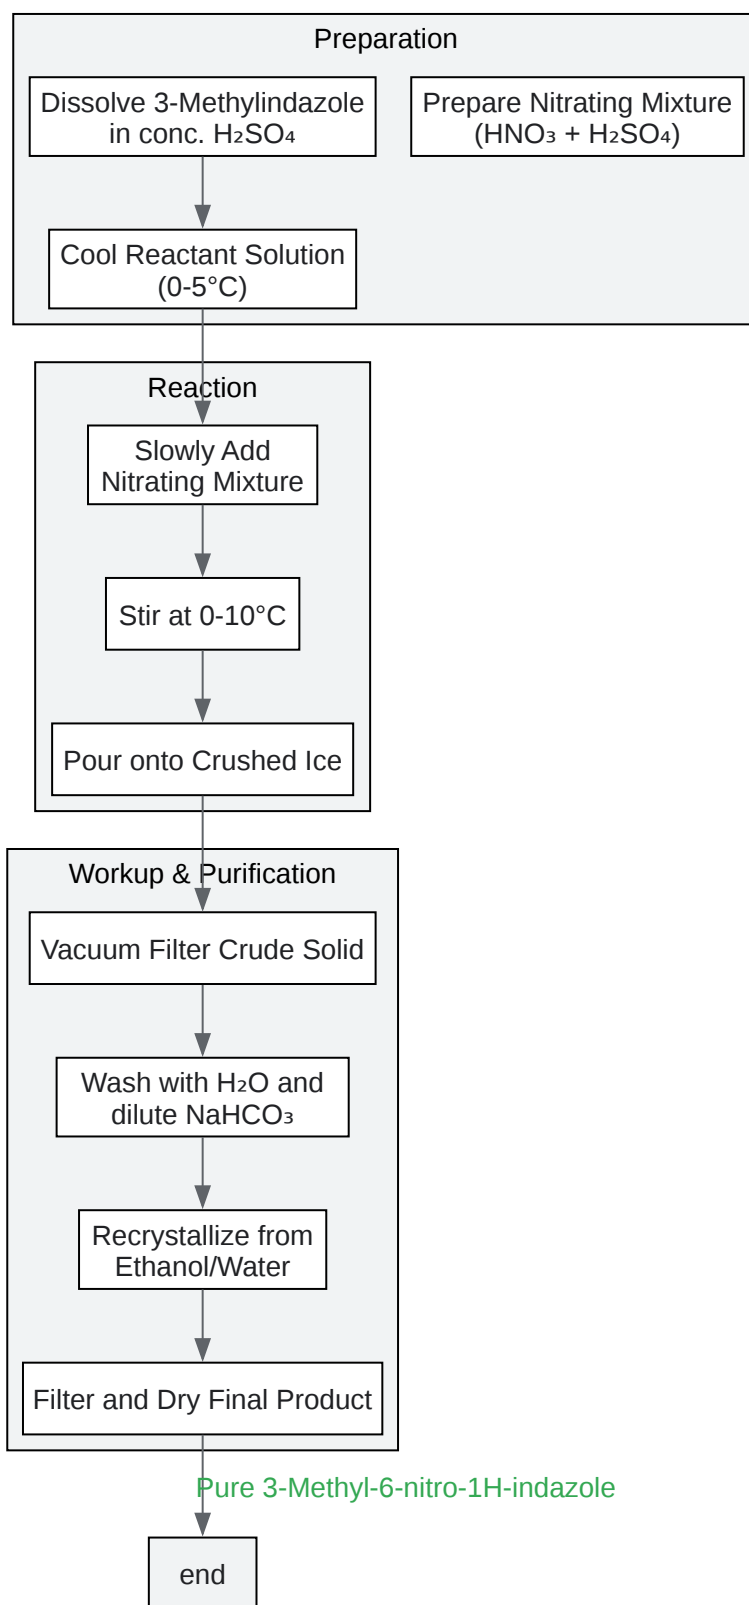 Preparation
Dissolve 3-Methylindazole
in conc. H₂SO₄
Prepare Nitrating Mixture
(HNO₃ + H₂SO₄)
Cool Reactant Solution
(0-5°C)
Reaction
Slowly Add
Nitrating Mixture
Stir at 0-10°C
Pour onto Crushed Ice
Workup & Purification
Vacuum Filter Crude Solid
Wash with H₂O and
dilute NaHCO₃
Recrystallize from
Ethanol/Water
Filter and Dry Final Product
Pure 3-Methyl-6-nitro-1H-indazole
end